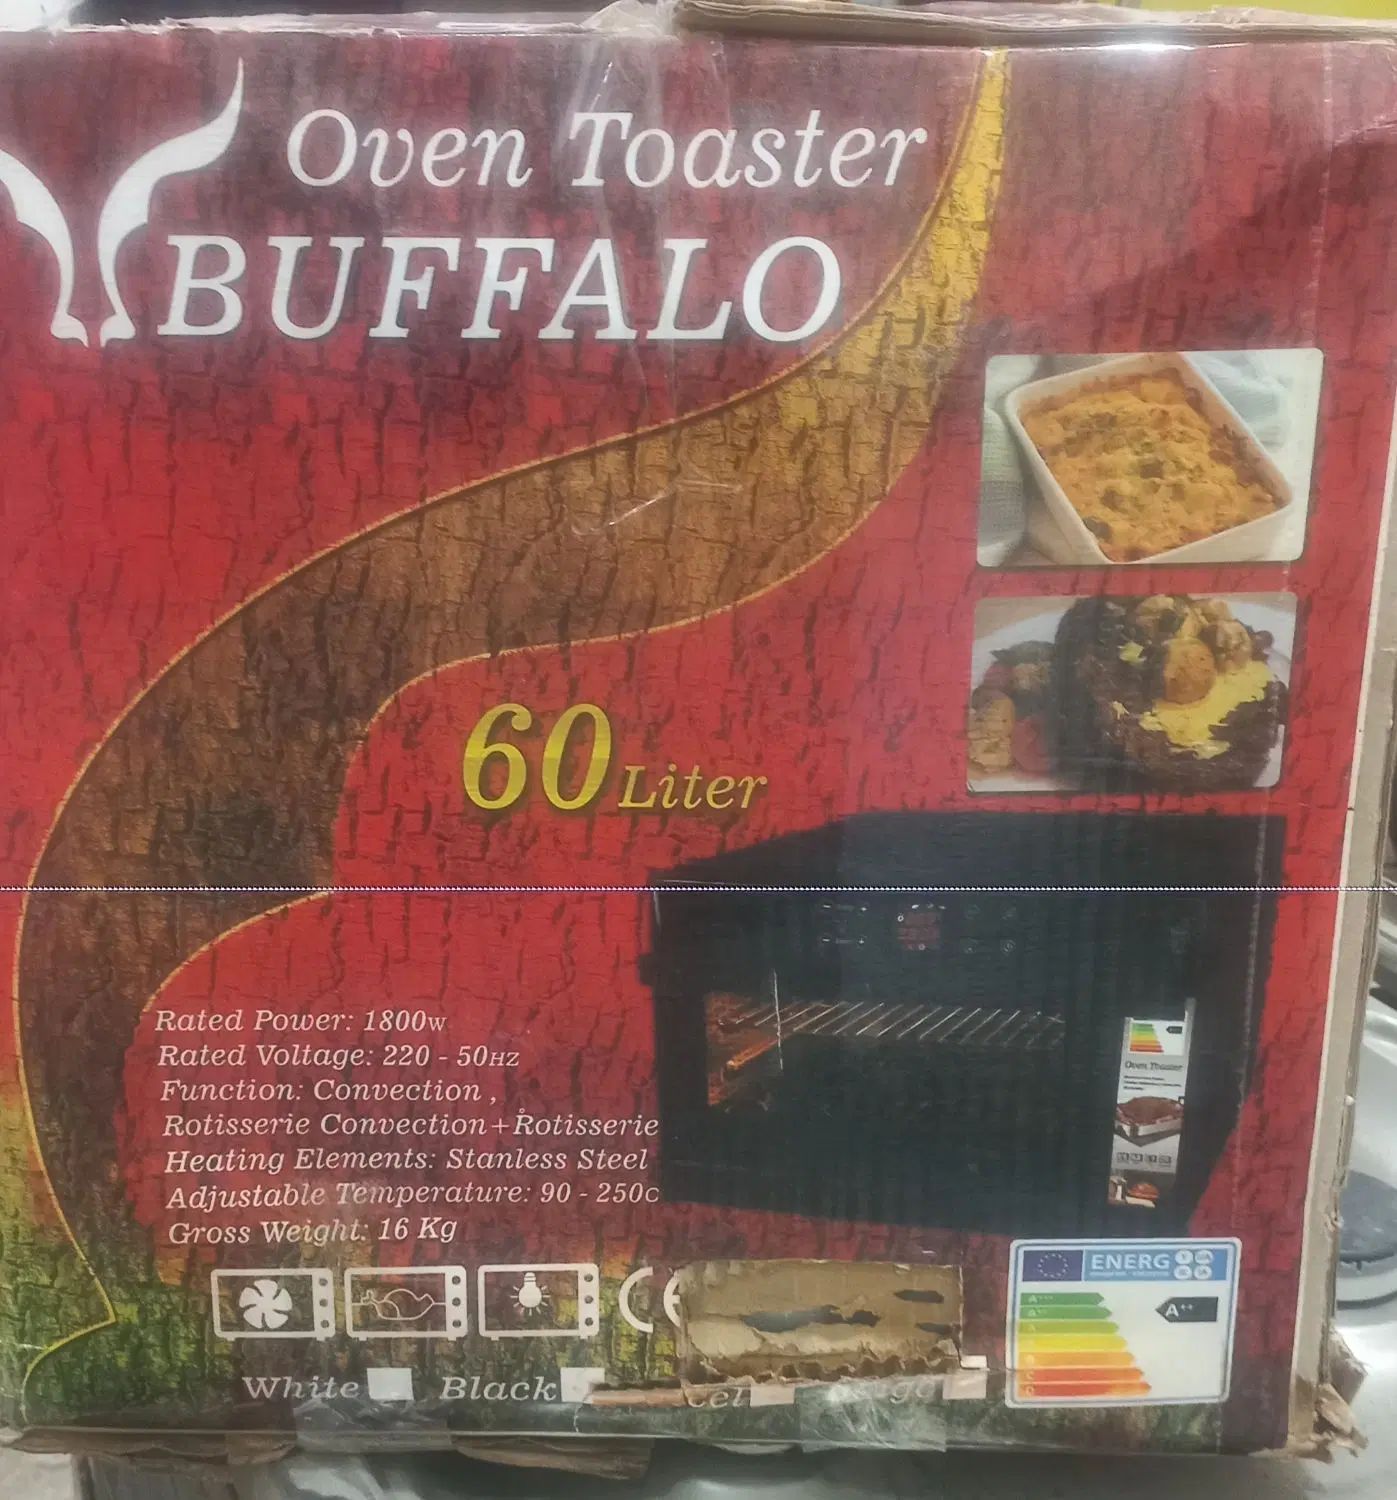 Oven Toaster
BUFFALO
60 Liter
Oven Toaster
Rated Power: 1800W
Rated Voltage: 220 - 50HZ
Function: Convection ,
Rotisserie Convection+Rotisserie
Heating Elements: Stanless Steel
Adjustable Temperature: 90 - 250c
Gross Weight: 16 Kg
CE
ENERG
A+++
A++
A++
White
Black